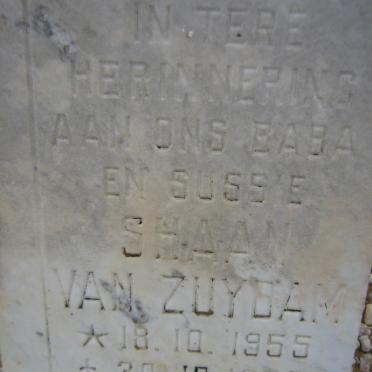 IN TERE
HERINNERING
AAN ONS BABA
EN SUSSIE
SHAAN
VAN ZUYDAM
* 18.10.1955